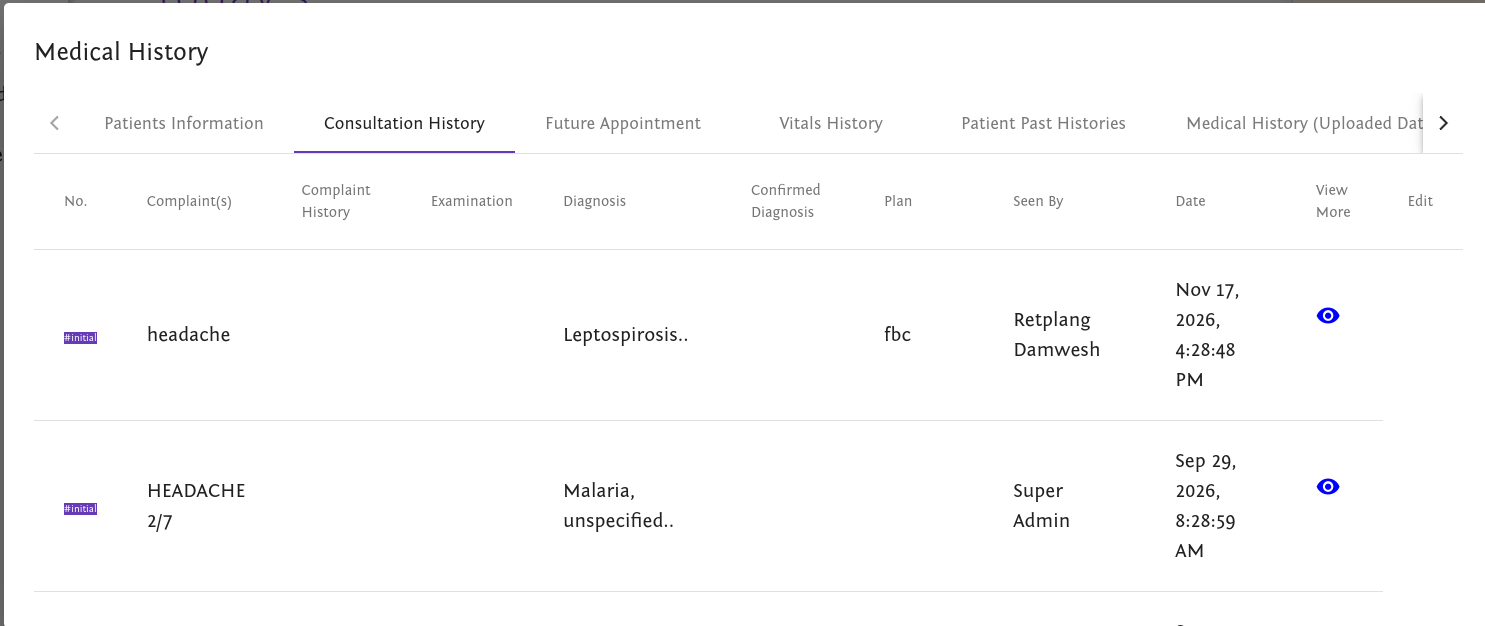 Medical History
Patients Information
Consultation History
Future Appointment
Vitals History
Patient Past Histories
Medical History (Uploaded Dat
No.
Complaint(s)
Complaint
History
Examination
Diagnosis
Confirmed
Diagnosis
Plan
Seen By
Date
View
More
Edit
#initial
headache
Leptospirosis..
fbc
Retplang
Damwesh
Nov 17,
2026,
4:28:48
PM
#initial
HEADACHE
2/7
Malaria,
unspecified..
Super
Admin
Sep 29,
2026,
8:28:59
AM